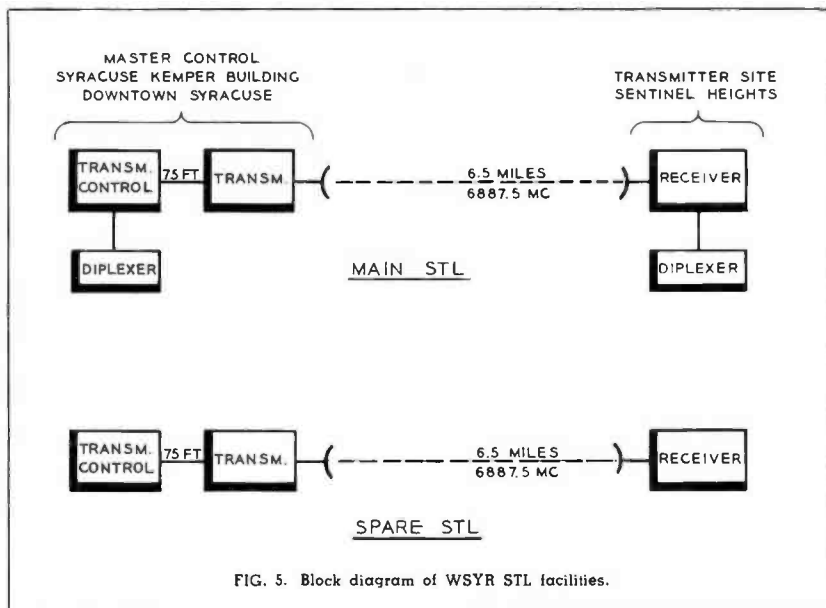 MASTER CONTROL
SYRACUSE KEMPER BUILDING
DOWNTOWN SYRACUSE
TRANSMITTER SITE
SENTINEL HEIGHTS
TRANSM.
CONTROL
75 FT
TRANSM.
6.5 MILES
6887.5 MC
RECEIVER
DIPLEXER
MAIN STL
DIPLEXER
TRANSM.
CONTROL
75 FT
TRANSM.
6.5 MILES
6887.5 MC
RECEIVER
SPARE STL
FIG. 5. Block diagram of WSYR STL facilities.